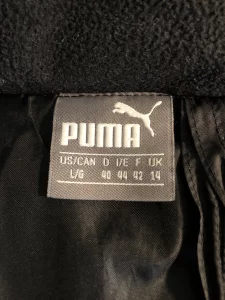 PUMA
US/CAN D I/E F UK
L/G 40 44 42 14